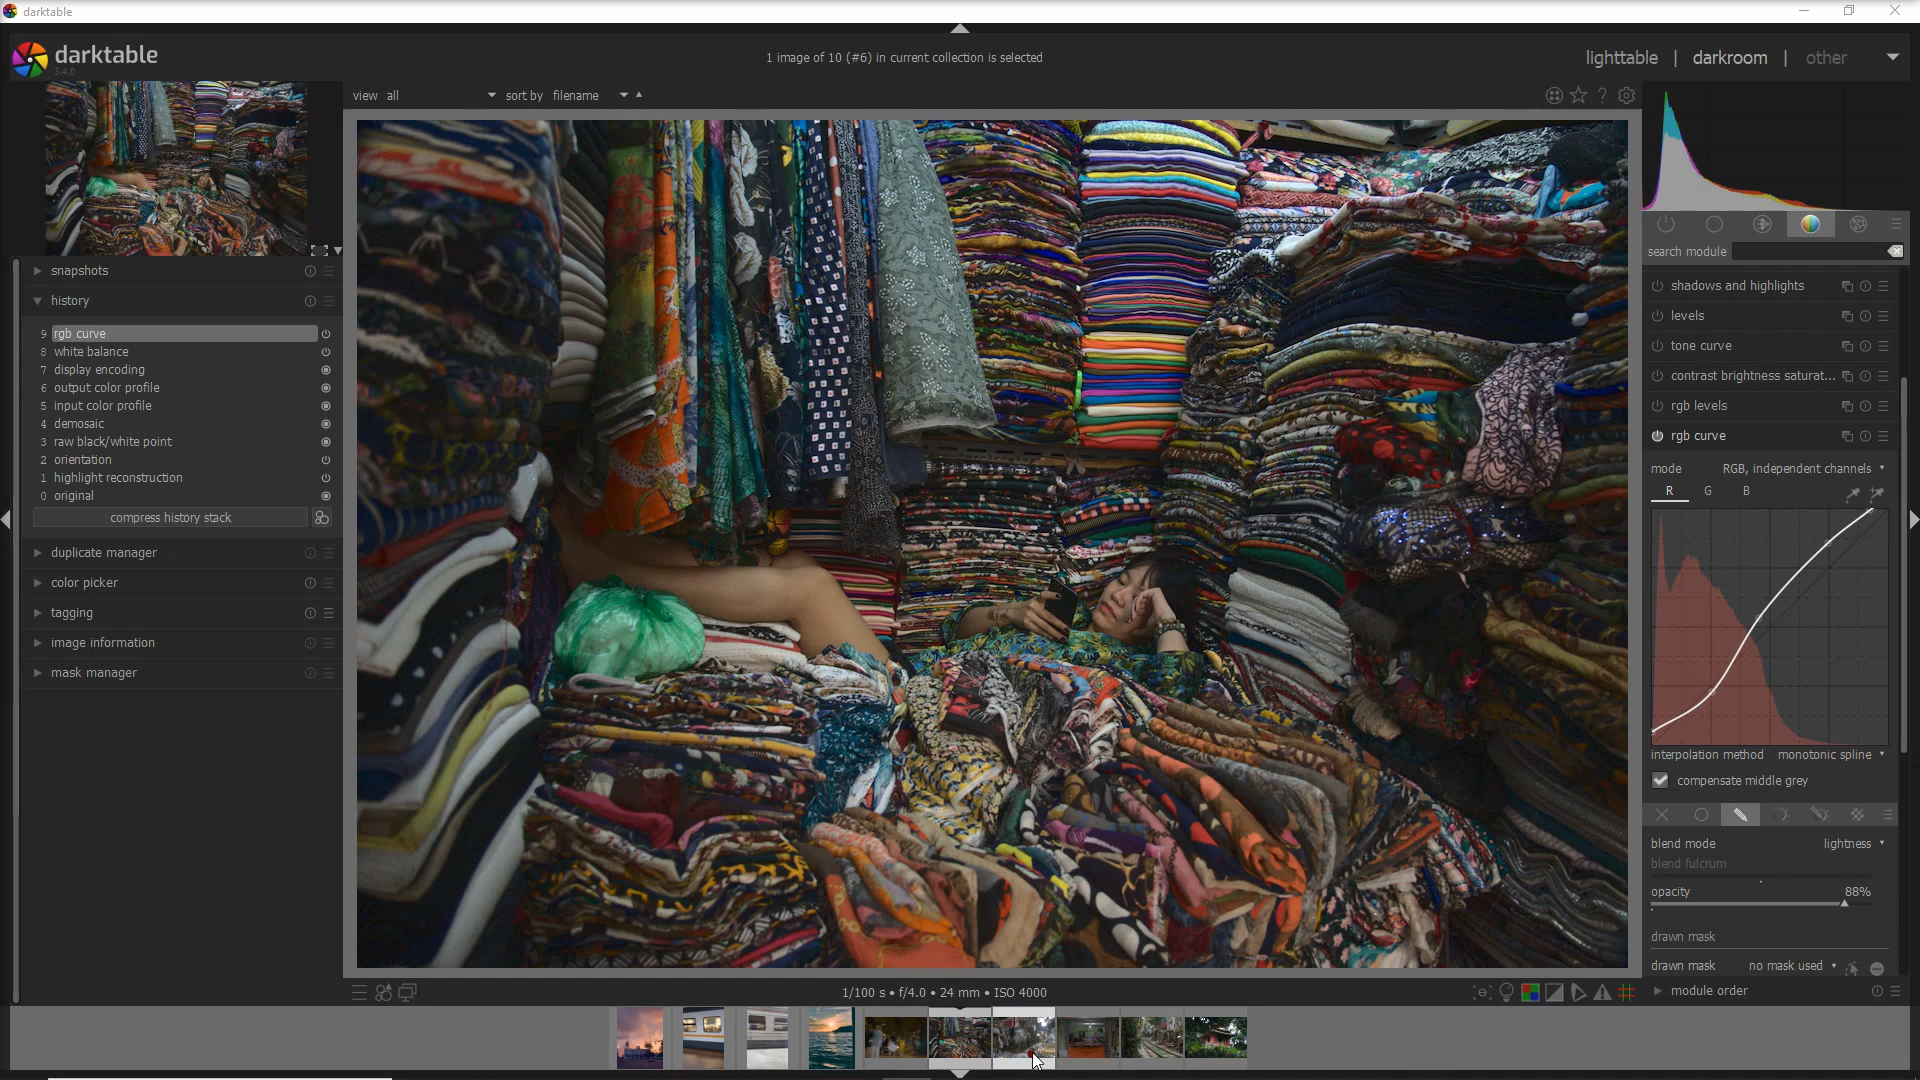 darktable
darktable
3.4.0
1 image of 10 (#6) in current collection is selected
lighttable | darkroom | other
view all
sort by filename
snapshots
history
9 rgb curve
8 white balance
7 display encoding
6 output color profile
5 input color profile
4 demosaic
3 raw black/white point
2 orientation
1 highlight reconstruction
0 original
compress history stack
duplicate manager
color picker
tagging
image information
mask manager
search module
shadows and highlights
levels
tone curve
contrast brightness saturat...
rgb levels
rgb curve
mode RGB, independent channels
R G B
interpolation method monotonic spline
compensate middle grey
blend mode lightness
blend fulcrum
opacity 88%
drawn mask
drawn mask no mask used
module order
1/100 s • f/4.0 • 24 mm • ISO 4000